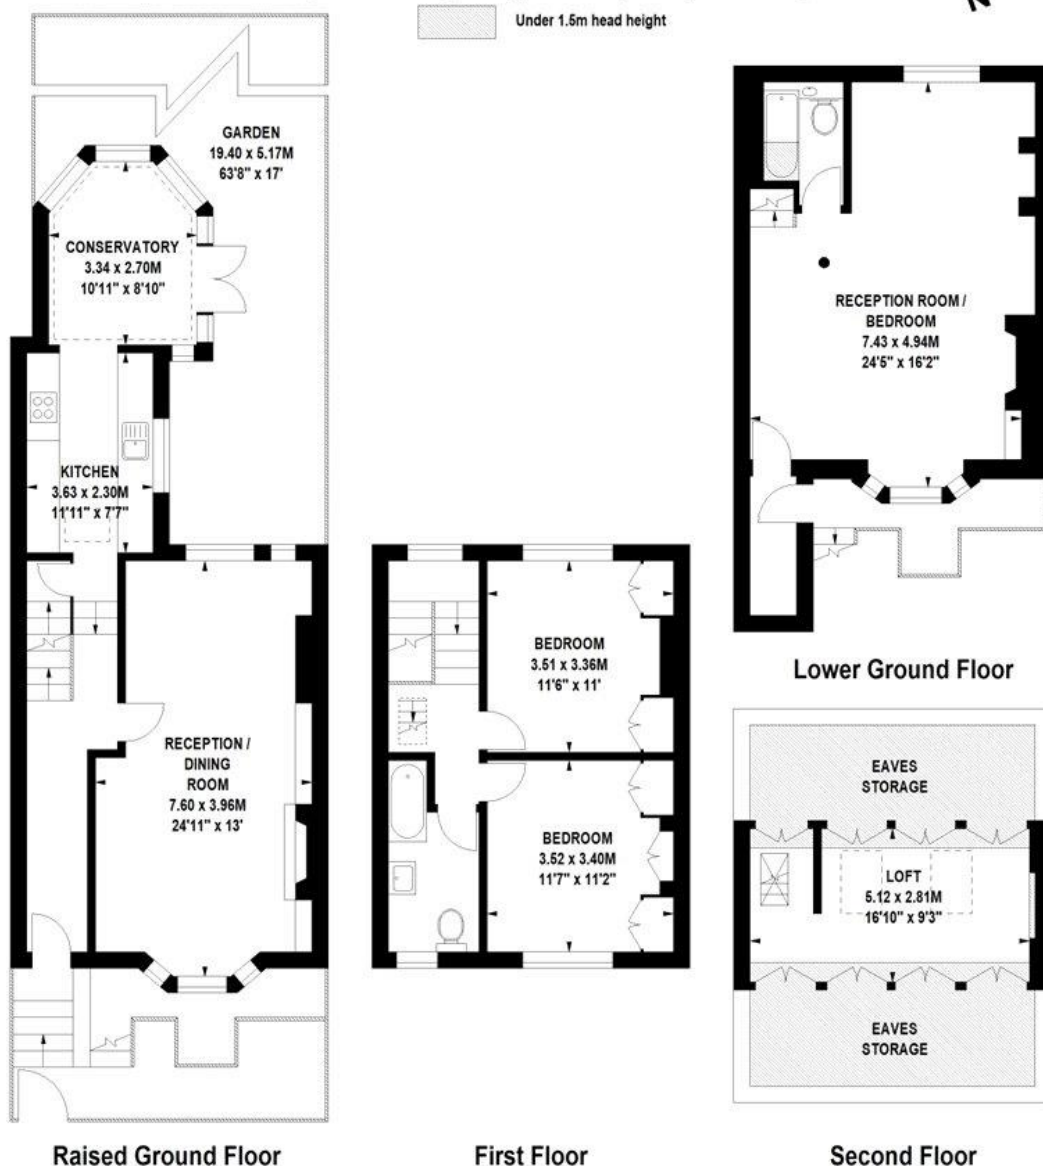 Under 1.5m head height
GARDEN
19.40 x 5.17M
63'8" x 17'
CONSERVATORY
3.34 x 2.70M
10'11" x 8'10"
KITCHEN
3.63 x 2.30M
11'11" x 7'7"
RECEPTION /
DINING
ROOM
7.60 x 3.96M
24'11" x 13'
Raised Ground Floor
BEDROOM
3.51 x 3.36M
11'6" x 11'
BEDROOM
3.52 x 3.40M
11'7" x 11'2"
First Floor
RECEPTION ROOM /
BEDROOM
7.43 x 4.94M
24'5" x 16'2"
Lower Ground Floor
EAVES
STORAGE
LOFT
5.12 x 2.81M
16'10" x 9'3"
EAVES
STORAGE
Second Floor